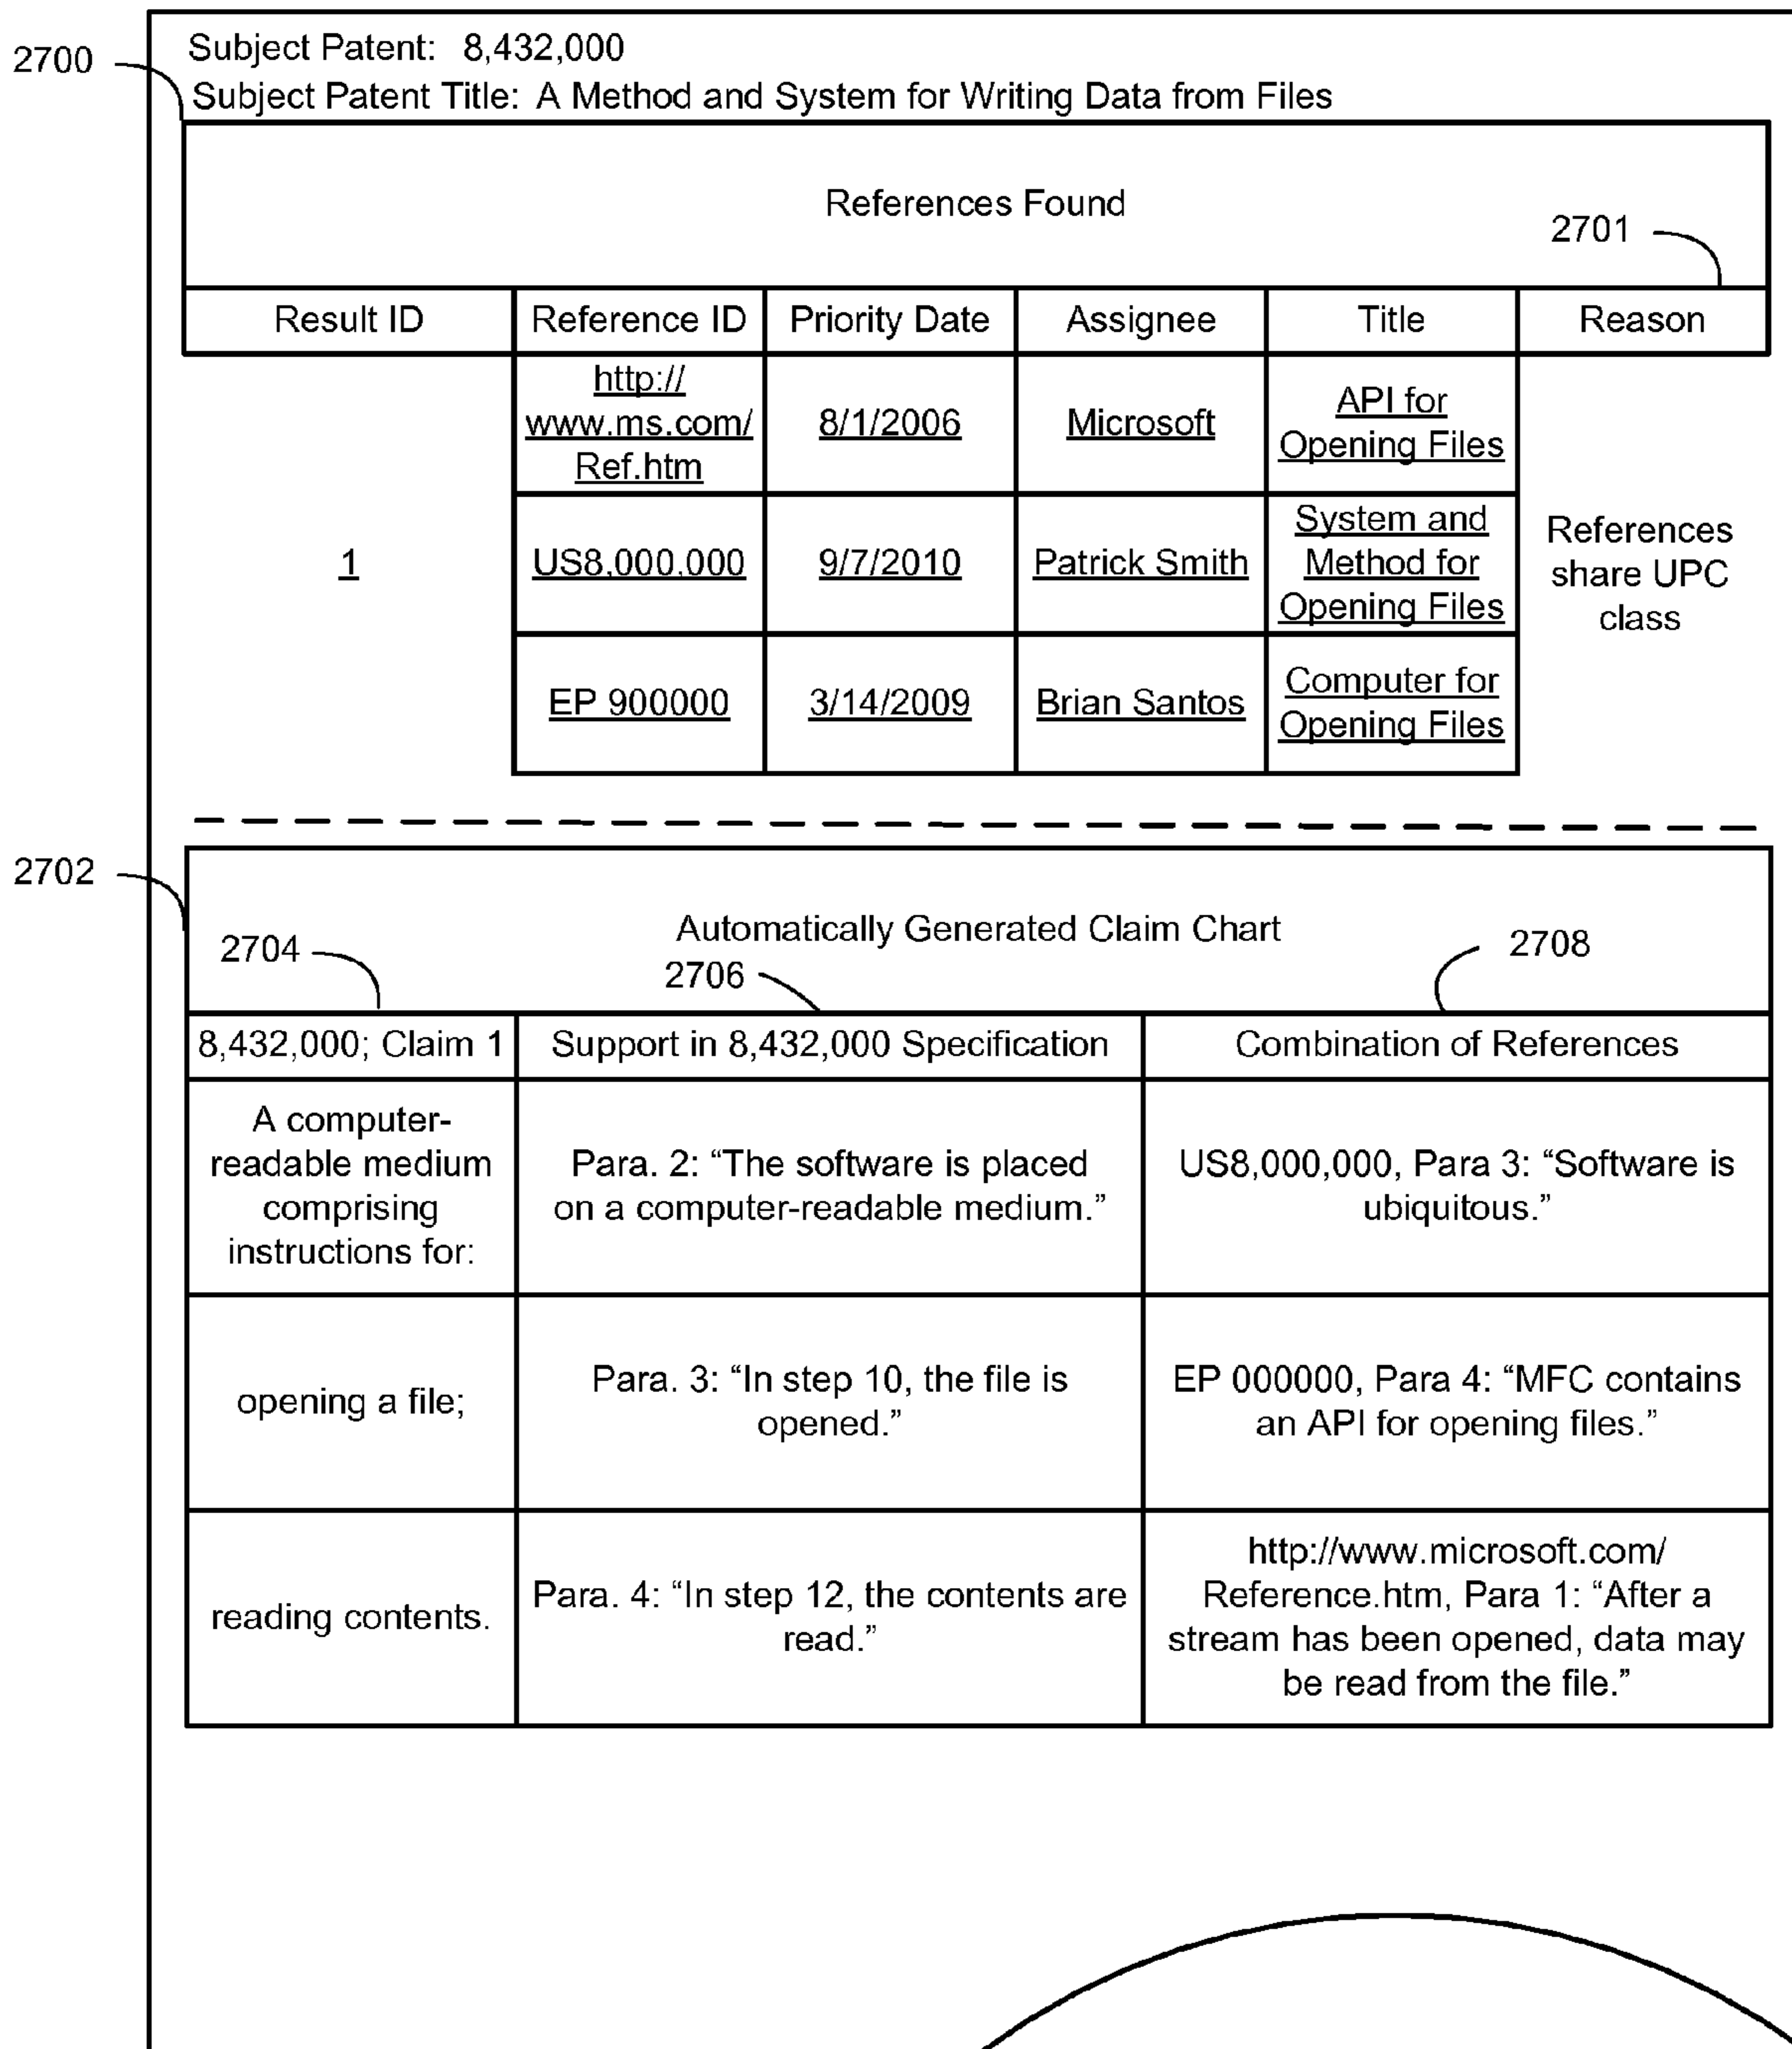 2700
Subject Patent: 8,432,000
Subject Patent Title: A Method and System for Writing Data from Files
References Found
2701
Result ID
Reference ID
Priority Date
Assignee
Title
Reason
1
http://
www.ms.com/
Ref.htm
8/1/2006
Microsoft
API for
Opening Files
US8,000,000
9/7/2010
Patrick Smith
System and
Method for
Opening Files
EP 900000
3/14/2009
Brian Santos
Computer for
Opening Files
References
share UPC
class
2702
Automatically Generated Claim Chart
2704
2706
2708
8,432,000; Claim 1
Support in 8,432,000 Specification
Combination of References
A computer-
readable medium
comprising
instructions for:
Para. 2: “The software is placed
on a computer-readable medium.”
US8,000,000, Para 3: “Software is
ubiquitous.”
opening a file;
Para. 3: “In step 10, the file is
opened.”
EP 000000, Para 4: “MFC contains
an API for opening files.”
reading contents.
Para. 4: “In step 12, the contents are
read.”
http://www.microsoft.com/
Reference.htm, Para 1: “After a
stream has been opened, data may
be read from the file.”